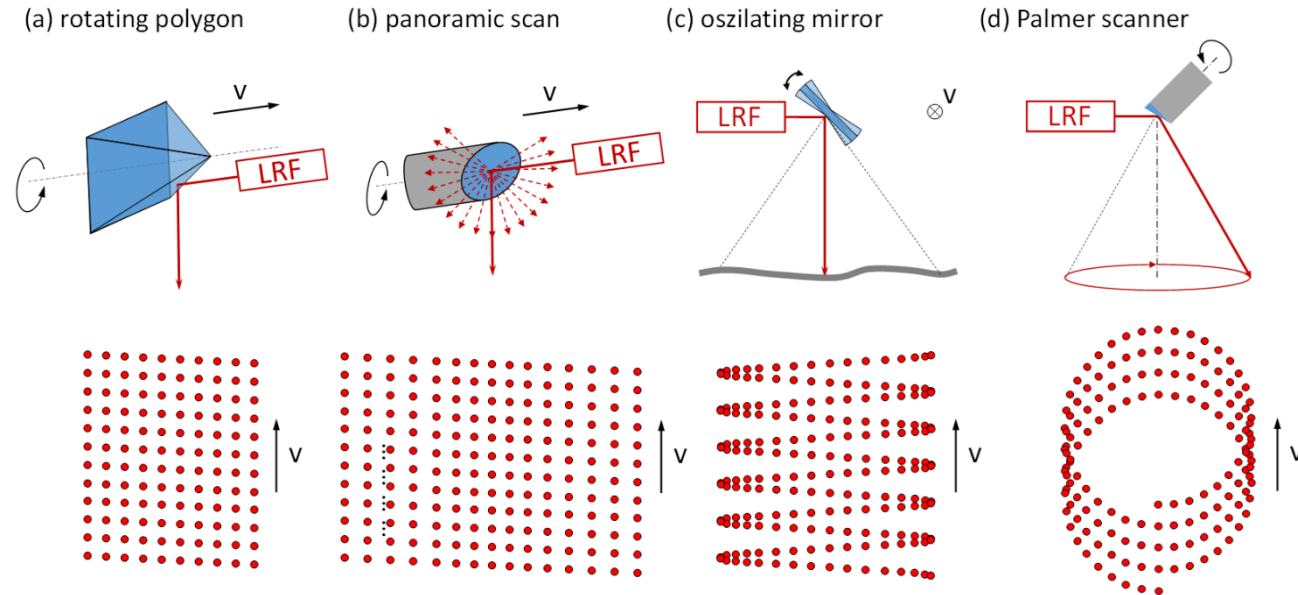 (a) rotating polygon
(b) panoramic scan
(c) oszilating mirror
(d) Palmer scanner
v
LRF
v
LRF
LRF
v
LRF
v
v
v
v